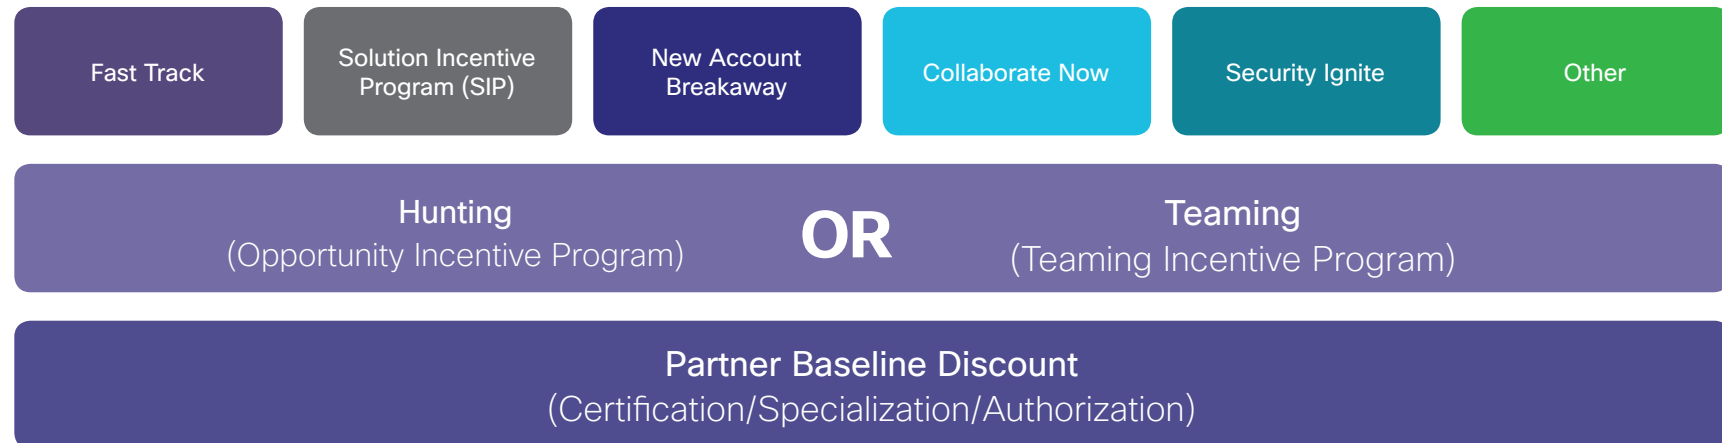 Fast Track
Solution Incentive
Program (SIP)
New Account
Breakaway
Collaborate Now
Security Ignite
Other
Hunting
(Opportunity Incentive Program)
OR
Teaming
(Teaming Incentive Program)
Partner Baseline Discount
(Certification/Specialization/Authorization)